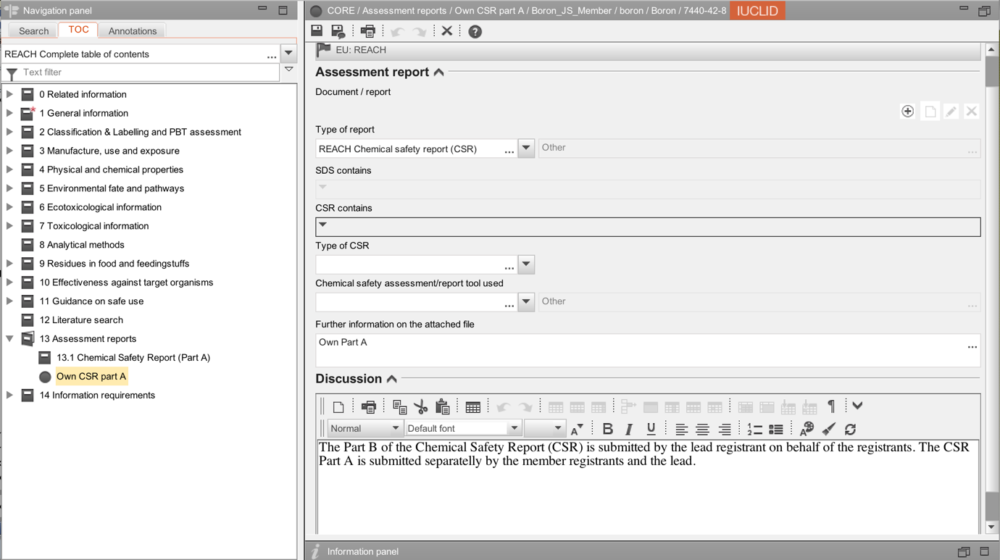 Navigation panel
Search TOC Annotations
REACH Complete table of contents ...
Text filter
0 Related information
* 1 General information
2 Classification & Labelling and PBT assessment
3 Manufacture, use and exposure
4 Physical and chemical properties
5 Environmental fate and pathways
6 Ecotoxicological information
7 Toxicological information
8 Analytical methods
9 Residues in food and feedingstuffs
10 Effectiveness against target organisms
11 Guidance on safe use
12 Literature search
13 Assessment reports
13.1 Chemical Safety Report (Part A)
Own CSR part A
14 Information requirements
CORE / Assessment reports / Own CSR part A / Boron_JS_Member / boron / Boron / 7440-42-8 IUCLID
EU: REACH
Assessment report
Document / report
Type of report
REACH Chemical safety report (CSR) ... Other ...
SDS contains
CSR contains
Type of CSR
...
Chemical safety assessment/report tool used
... Other ...
Further information on the attached file
Own Part A ...
Discussion
Normal Default font A B I U
The Part B of the Chemical Safety Report (CSR) is submitted by the lead registrant on behalf of the registrants. The CSR
Part A is submitted separatelly by the member registrants and the lead.
Information panel